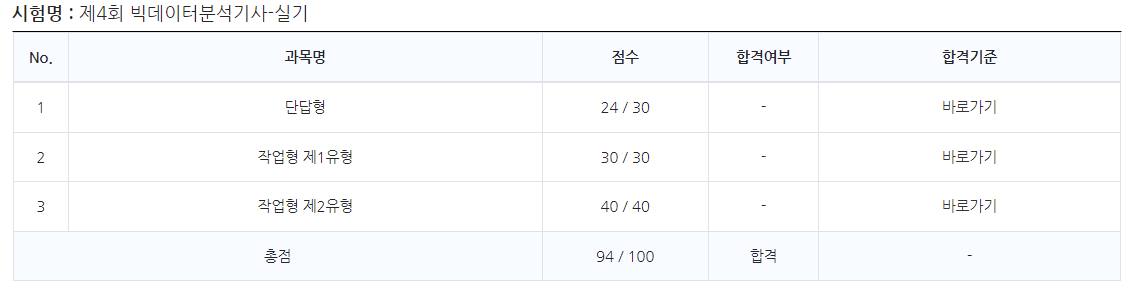 시험명 : 제4회 빅데이터분석기사-실기
No. 과목명 점수 합격여부 합격기준
1 단답형 24 / 30 - 바로가기
2 작업형 제1유형 30 / 30 - 바로가기
3 작업형 제2유형 40 / 40 - 바로가기
총점 94 / 100 합격 -